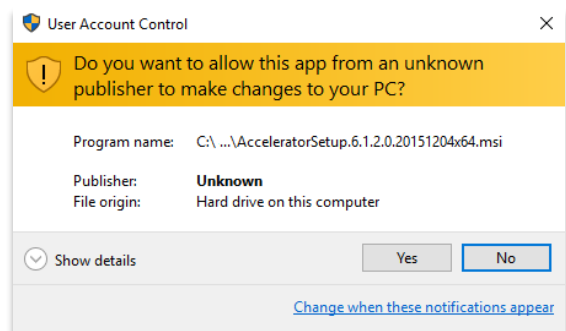 User Account Control
Do you want to allow this app from an unknown
publisher to make changes to your PC?
Program name: C:\ ...\AcceleratorSetup.6.1.2.0.20151204x64.msi
Publisher: Unknown
File origin: Hard drive on this computer
Show details Yes No
Change when these notifications appear